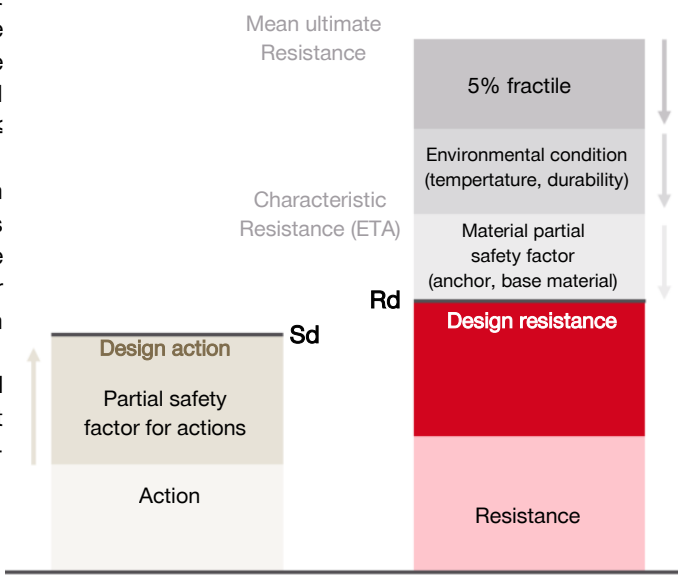 Mean ultimate
Resistance
5% fractile
Environmental condition
(tempertature, durability)
Characteristic
Resistance (ETA)
Material partial
safety factor
(anchor, base material)
Rd
Design resistance
Sd
Design action
Partial safety
factor for actions
Action
Resistance